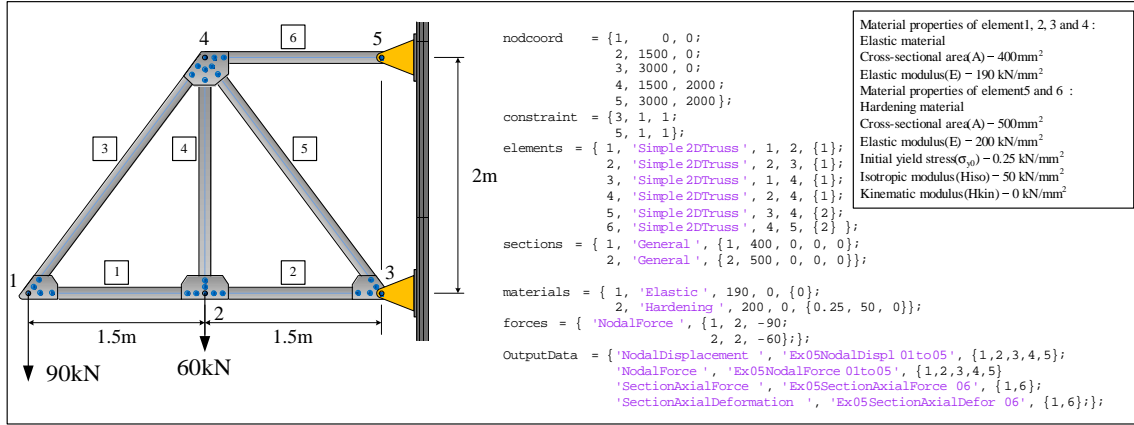 4
6
5
3
4
5
2m
1
1
2
3
2
1.5m
1.5m
60kN
90kN
nodcoord = {1, 0, 0;
2, 1500, 0;
3, 3000, 0;
4, 1500, 2000;
5, 3000, 2000};
constraint = {3, 1, 1;
5, 1, 1};
elements = { 1, 'Simple2DTruss', 1, 2, {1};
2, 'Simple2DTruss', 2, 3, {1};
3, 'Simple2DTruss', 1, 4, {1};
4, 'Simple2DTruss', 2, 4, {1};
5, 'Simple2DTruss', 3, 4, {2};
6, 'Simple2DTruss', 4, 5, {2} };
sections = { 1, 'General', {1, 400, 0, 0, 0};
2, 'General', {2, 500, 0, 0, 0}};
materials = { 1, 'Elastic', 190, 0, {0};
2, 'Hardening', 200, 0, {0.25, 50, 0}};
forces = { 'NodalForce', {1, 2, -90;
2, 2, -60};};
OutputData = {'NodalDisplacement ', 'Ex05NodalDispl01to05', {1,2,3,4,5};
'NodalForce', 'Ex05NodalForce01to05', {1,2,3,4,5}
'SectionAxialForce', 'Ex05SectionAxialForce06', {1,6};
'SectionAxialDeformation ', 'Ex05SectionAxialDefor06', {1,6};};
Material properties of element1, 2, 3 and 4 :
Elastic material
Cross-sectional area(A) – 400mm²
Elastic modulus(E) – 190 kN/mm²
Material properties of element5 and 6 :
Hardening material
Cross-sectional area(A) – 500mm²
Elastic modulus(E) – 200 kN/mm²
Initial yield stress(σy0) – 0.25 kN/mm²
Isotropic modulus(Hiso) – 50 kN/mm²
Kinematic modulus(Hkin) – 0 kN/mm²